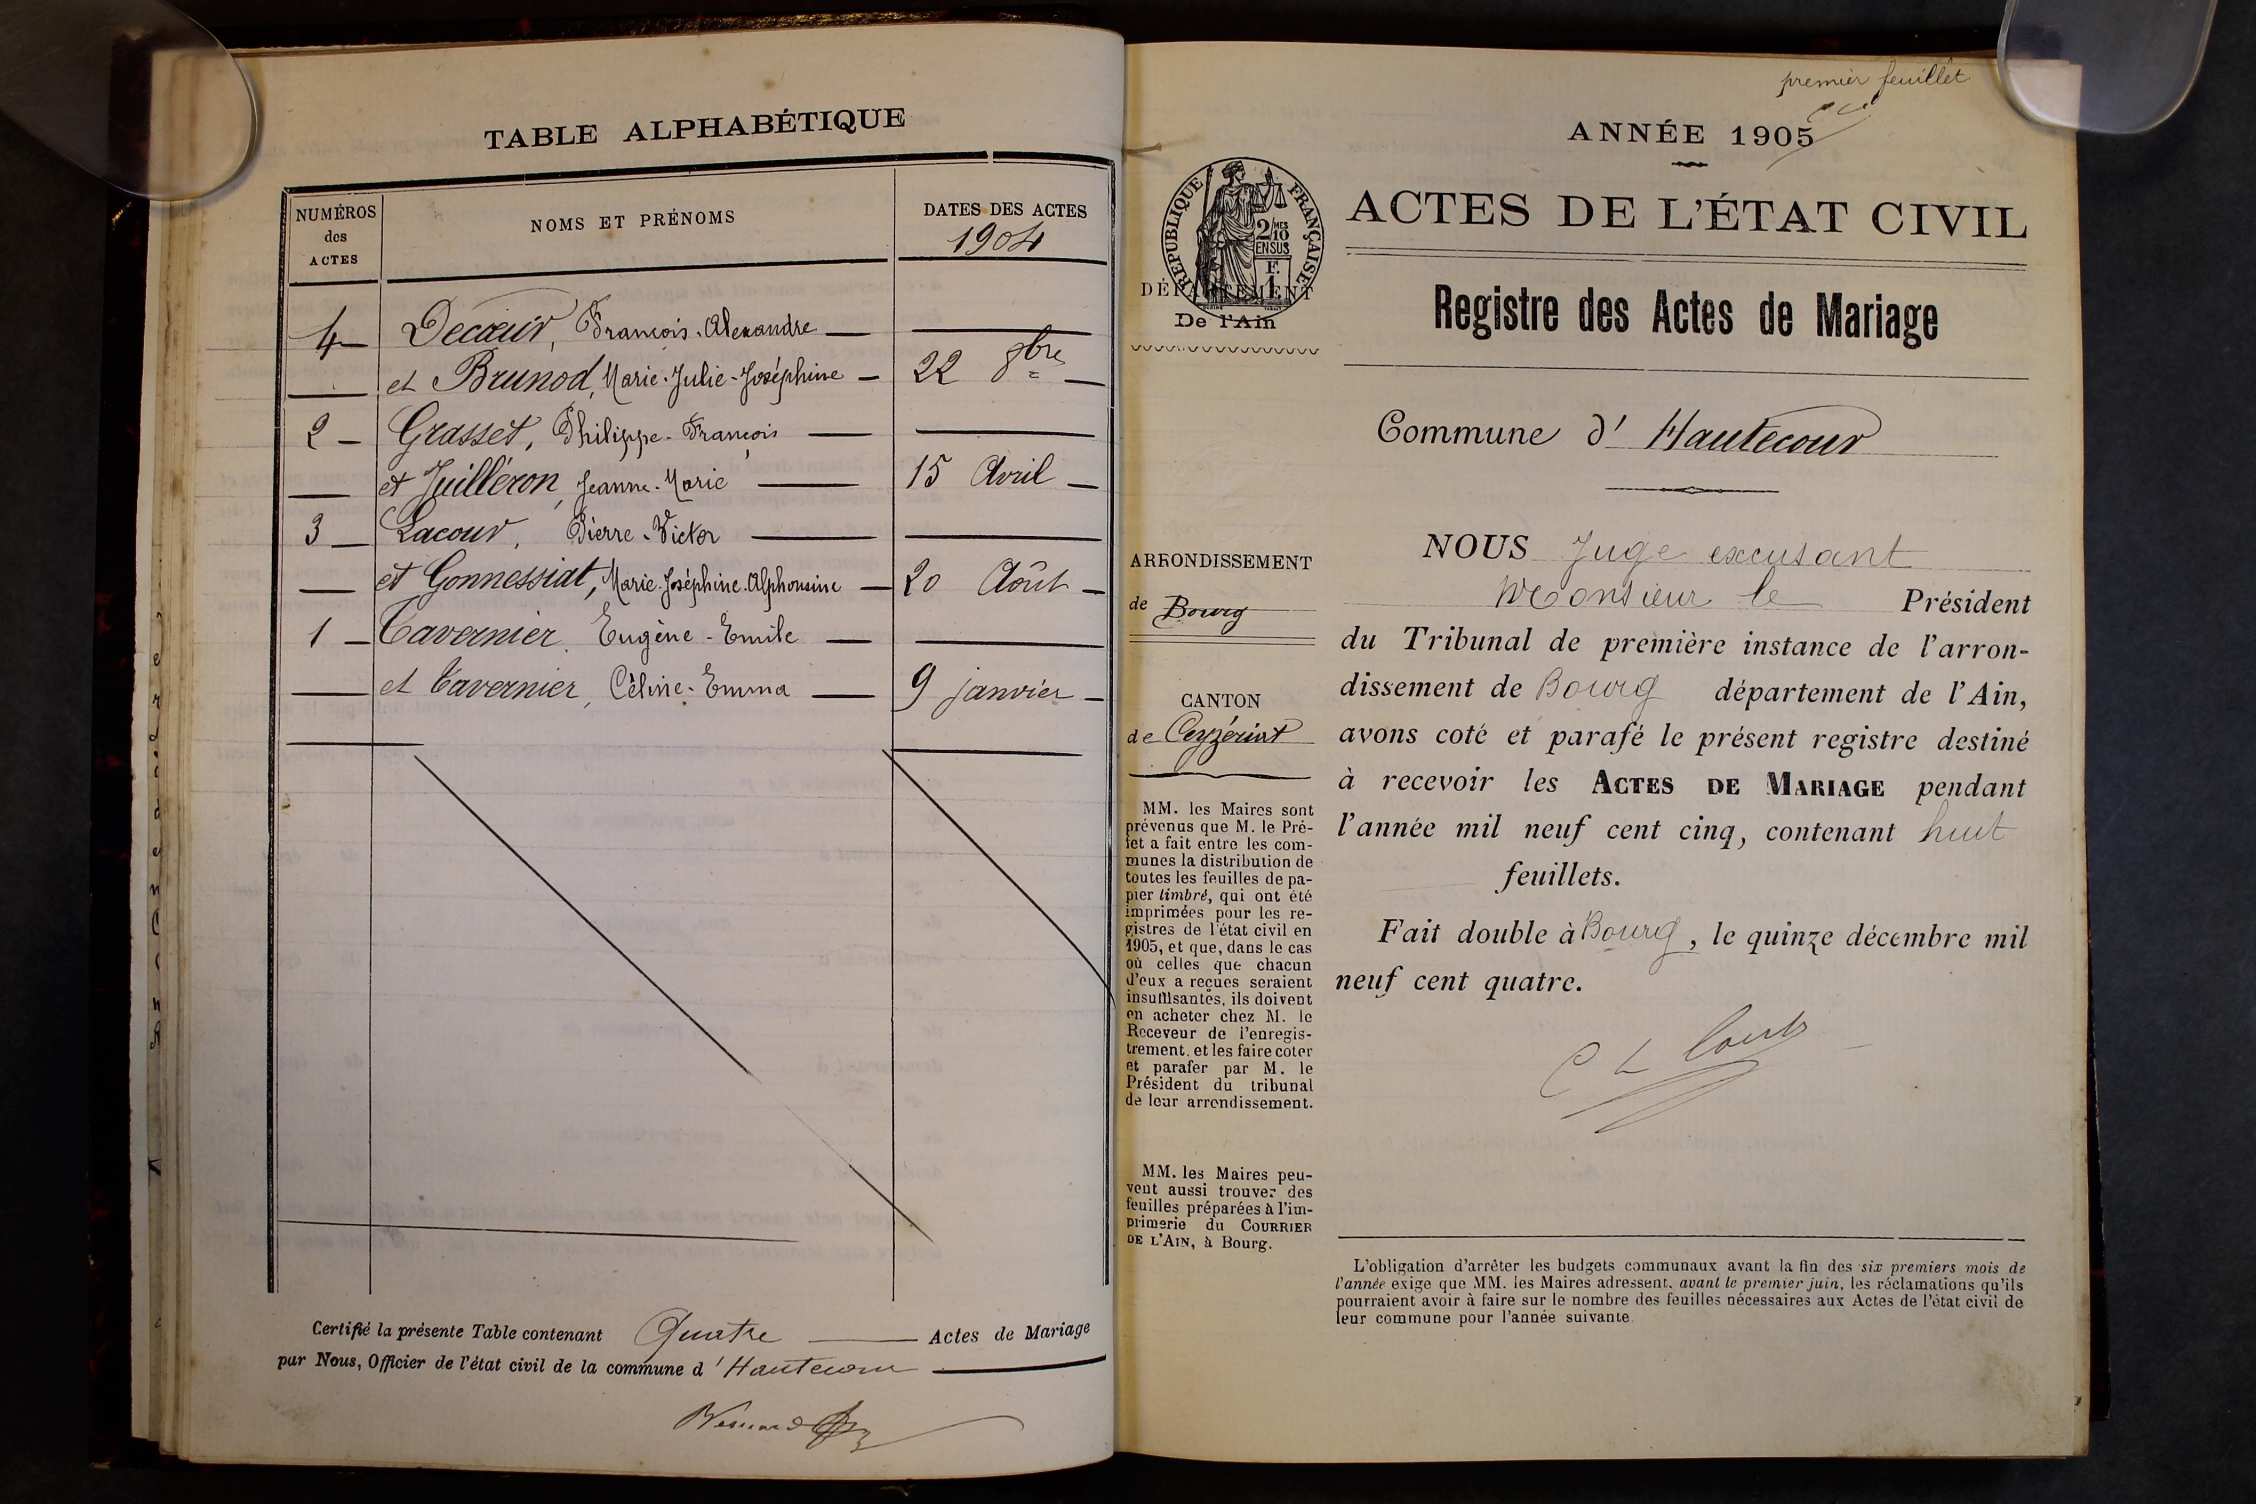 TABLE ALPHABÉTIQUE
NUMÉROS
des
ACTES
NOMS ET PRÉNOMS
DATES DES ACTES
1904
4 Decœur, François-Alexandre
et Brunod, Marie-Julie-Joséphine 22 8bre
2 Grasset, Philippe-François
et Juilléron, Jeanne-Marie 15 Avril
3 Lacour, Pierre-Victor
et Gonnessiat, Marie-Joséphine-Alphonsine 20 Août
1 Tavernier, Eugène-Emile
et Tavernier, Céline-Emma 9 janvier
Certifié la présente Table contenant Quatre Actes de Mariage
par Nous, Officier de l'état civil de la commune d'Hautecour
premier feuillet
ANNÉE 1905
RÉPUBLIQUE FRANÇAISE
2/10
MES
EN SUS
F.
1
DÉPARTEMENT
De l'Ain
ACTES DE L'ÉTAT CIVIL
Registre des Actes de Mariage
Commune d'Hautecour
ARRONDISSEMENT
de Bourg
CANTON
de Ceyzériat
MM. les Maires sont
prévenus que M. le Pré-
fet a fait entre les com-
munes la distribution de
toutes les feuilles de pa-
pier timbré, qui ont été
imprimées pour les re-
gistres de l'état civil en
1905, et que, dans le cas
où celles que chacun
d'eux a reçues seraient
insuffisantes, ils doivent
en acheter chez M. le
Receveur de l'enregis-
trement, et les faire coter
et parafer par M. le
Président du tribunal
de leur arrondissement.
MM. les Maires peu-
vent aussi trouver des
feuilles préparées à l'im-
primerie du COURRIER
DE L'AIN, à Bourg.
NOUS Juge excusant
Monsieur le Président
du Tribunal de première instance de l'arron-
dissement de Bourg département de l'Ain,
avons coté et parafé le présent registre destiné
à recevoir les ACTES DE MARIAGE pendant
l'année mil neuf cent cinq, contenant huit
feuillets.
Fait double à Bourg, le quinze décembre mil
neuf cent quatre.
L'obligation d'arrêter les budgets communaux avant la fin des six premiers mois de
l'année exige que MM. les Maires adressent, avant le premier juin, les réclamations qu'ils
pourraient avoir à faire sur le nombre des feuilles nécessaires aux Actes de l'état civil de
leur commune pour l'année suivante.